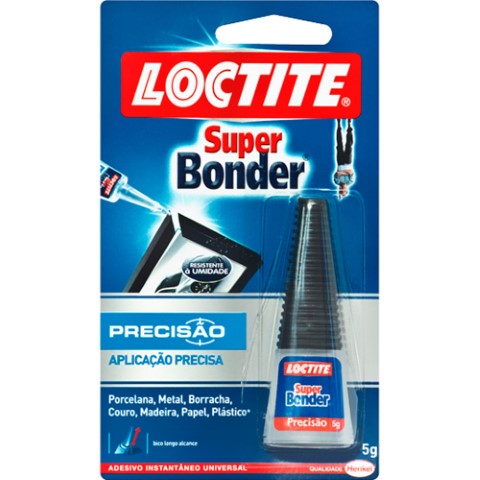 LOCTITE®
Super
Bonder®
RESISTENTE
à UMIDADE
PRECISÃO
APLICAÇÃO PRECISA
Porcelana, Metal, Borracha,
Couro, Madeira, Papel, Plástico*
bico longo alcance
ADESIVO INSTANTÂNEO UNIVERSAL
LOCTITE
Super
Bonder
Precisão 5g
5g
QUALIDADE Henkel